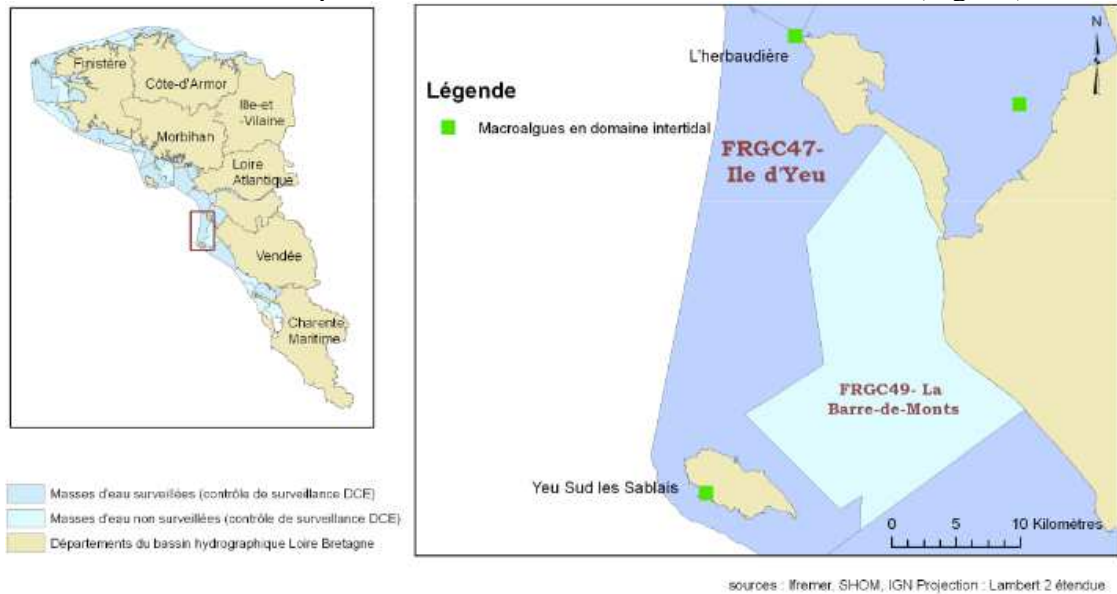 Finistère
Côte-d'Armor
Ille-et
-Vilaine
Morbihan
Loire
Atlantique
Vendée
Charente
Maritime
Masses d'eau surveillées (contrôle de surveillance DCE)
Masses d'eau non surveillées (contrôle de surveillance DCE)
Départements du bassin hydrographique Loire Bretagne
N
L'herbaudière
Légende
Macroalgues en domaine intertidal
FRGC47-
Ile d'Yeu
FRGC49- La
Barre-de-Monts
Yeu Sud les Sablais
0 5 10 Kilomètres
sources : Ifremer, SHOM, IGN Projection : Lambert 2 étendue